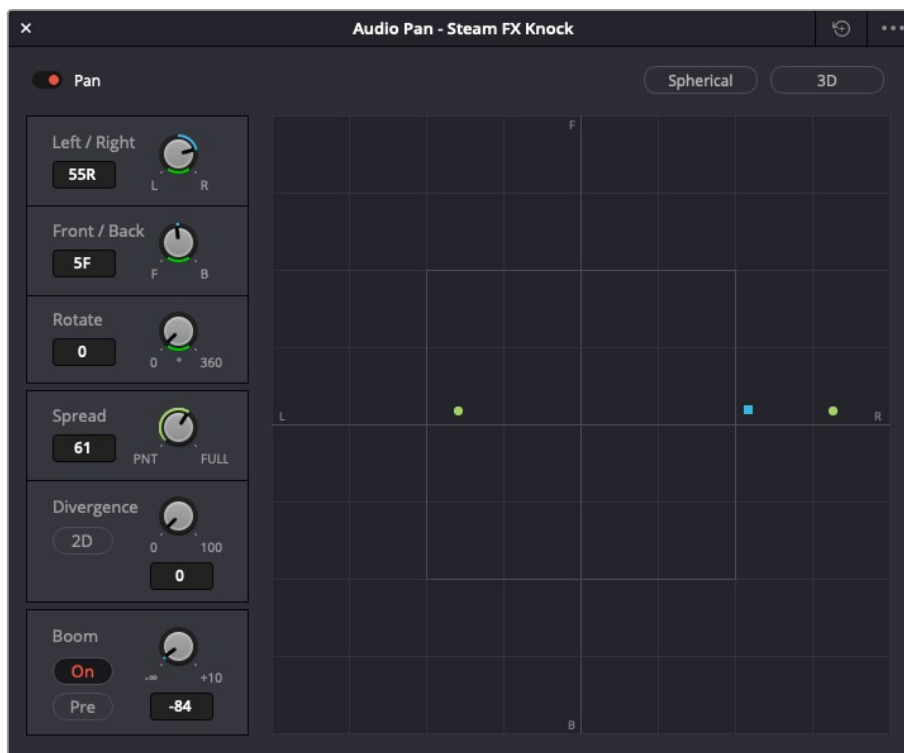 × Audio Pan - Steam FX Knock •••
Pan Spherical 3D
Left / Right
55R
L R
Front / Back
5F
F B
Rotate
0
0 ° 360
Spread
61
PNT FULL
Divergence
2D
0 100
0
Boom
On
-∞ +10
Pre
-84
F
L R
B